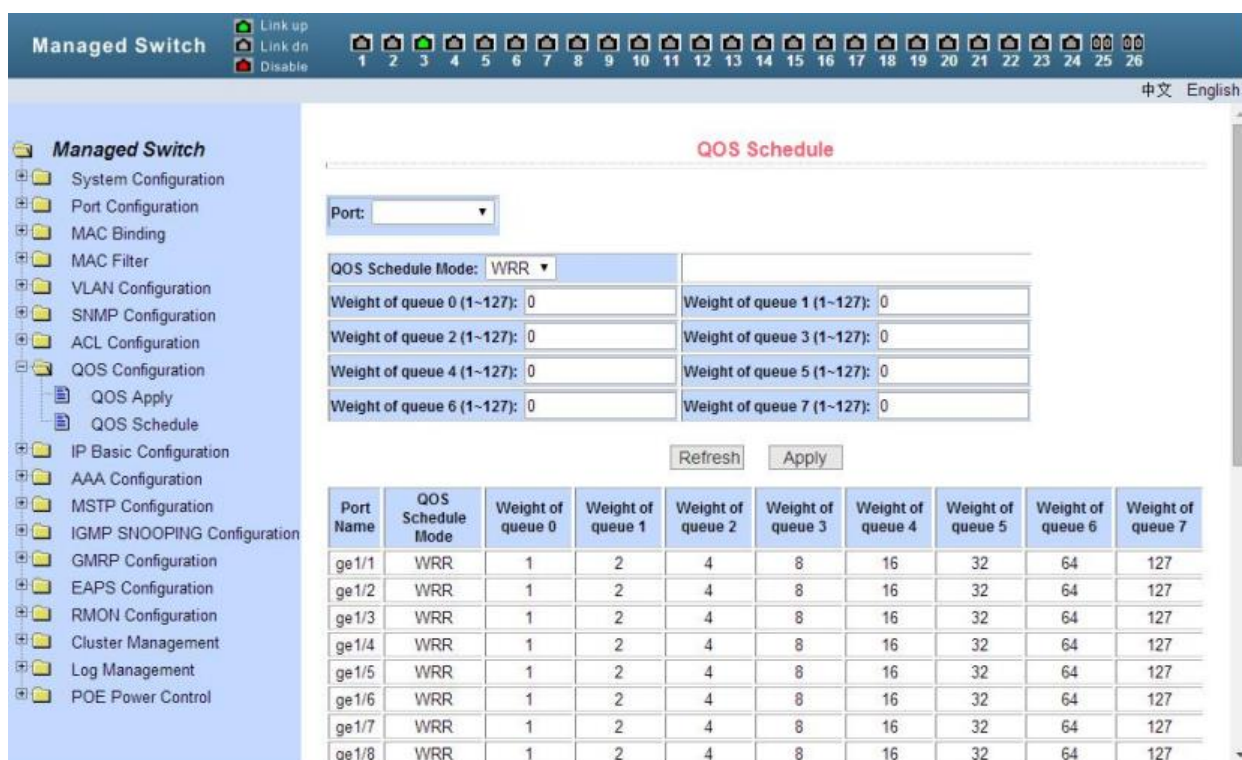 Managed Switch
Link up
Link dn
Disable
1 2 3 4 5 6 7 8 9 10 11 12 13 14 15 16 17 18 19 20 21 22 23 24 25 26
中文 English
Managed Switch
System Configuration
Port Configuration
MAC Binding
MAC Filter
VLAN Configuration
SNMP Configuration
ACL Configuration
QOS Configuration
QOS Apply
QOS Schedule
IP Basic Configuration
AAA Configuration
MSTP Configuration
IGMP SNOOPING Configuration
GMRP Configuration
EAPS Configuration
RMON Configuration
Cluster Management
Log Management
POE Power Control
QOS Schedule
Port:
QOS Schedule Mode: WRR
Weight of queue 0 (1~127): 0 Weight of queue 1 (1~127): 0
Weight of queue 2 (1~127): 0 Weight of queue 3 (1~127): 0
Weight of queue 4 (1~127): 0 Weight of queue 5 (1~127): 0
Weight of queue 6 (1~127): 0 Weight of queue 7 (1~127): 0
Refresh Apply
Port Name QOS Schedule Mode Weight of queue 0 Weight of queue 1 Weight of queue 2 Weight of queue 3 Weight of queue 4 Weight of queue 5 Weight of queue 6 Weight of queue 7
ge1/1 WRR 1 2 4 8 16 32 64 127
ge1/2 WRR 1 2 4 8 16 32 64 127
ge1/3 WRR 1 2 4 8 16 32 64 127
ge1/4 WRR 1 2 4 8 16 32 64 127
ge1/5 WRR 1 2 4 8 16 32 64 127
ge1/6 WRR 1 2 4 8 16 32 64 127
ge1/7 WRR 1 2 4 8 16 32 64 127
ge1/8 WRR 1 2 4 8 16 32 64 127